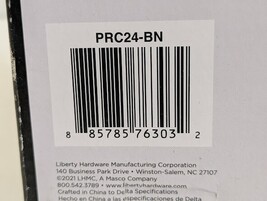 PRC24-BN
8 85785 76303 2
Liberty Hardware Manufacturing Corporation
140 Business Park Drive • Winston-Salem, NC 27107
©2021 LHMC, A Masco Company
800.542.3789 • www.libertyhardware.com
Crafted in China to Delta Specifications
Hecho en China a las especificaciones de Delta